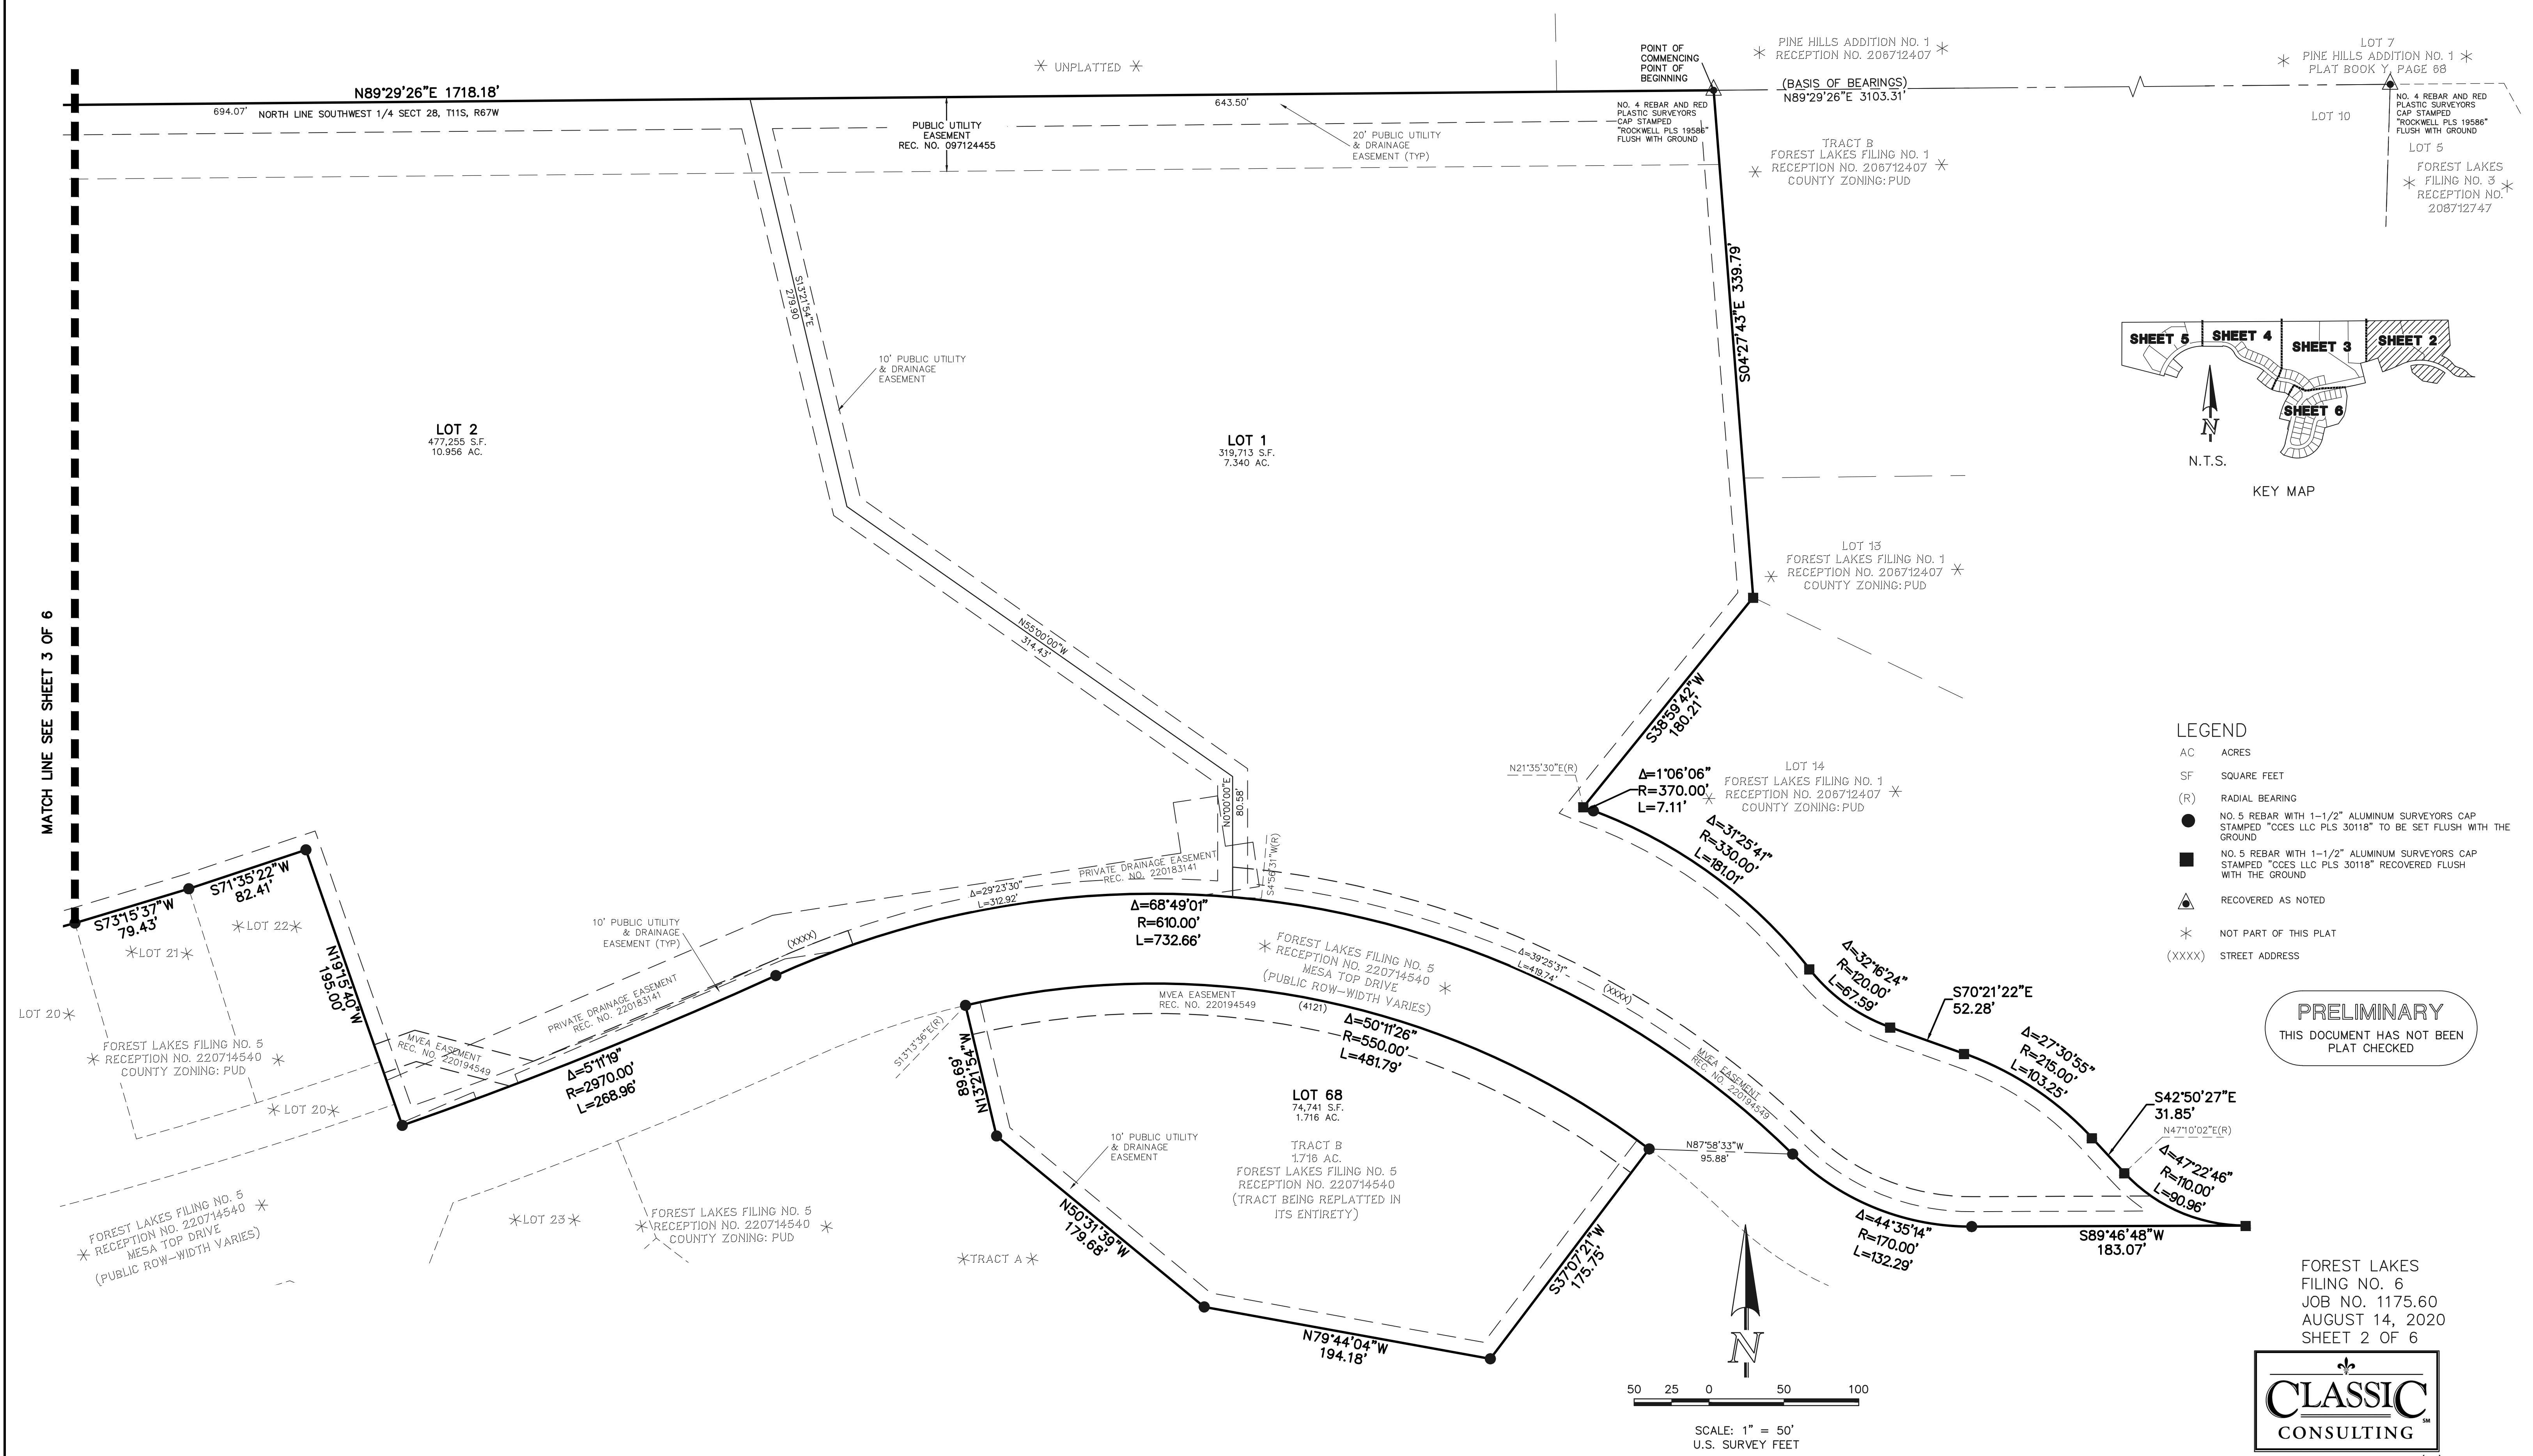 UNPLATTED
POINT OF
COMMENCING
POINT OF
BEGINNING
PINE HILLS ADDITION NO. 1
RECEPTION NO. 206712407
LOT 7
PINE HILLS ADDITION NO. 1
PLAT BOOK Y, PAGE 68
N89°29'26"E 1718.18'
694.07' NORTH LINE SOUTHWEST 1/4 SECT 28, T11S, R67W
643.50'
(BASIS OF BEARINGS)
N89°29'26"E 3103.31'
PUBLIC UTILITY
EASEMENT
REC. NO. 097124455
20' PUBLIC UTILITY
& DRAINAGE
EASEMENT (TYP)
NO. 4 REBAR AND RED
PLASTIC SURVEYORS
CAP STAMPED
"ROCKWELL PLS 19586"
FLUSH WITH GROUND
NO. 4 REBAR AND RED
PLASTIC SURVEYORS
CAP STAMPED
"ROCKWELL PLS 19586"
FLUSH WITH GROUND
LOT 10
LOT 5
FOREST LAKES
FILING NO. 3
RECEPTION NO.
208712747
TRACT B
FOREST LAKES FILING NO. 1
RECEPTION NO. 206712407
COUNTY ZONING: PUD
S04°27'43"E 339.79'
S13°21'54"E
279.90
10' PUBLIC UTILITY
& DRAINAGE
EASEMENT
LOT 2
477,255 S.F.
10.956 AC.
LOT 1
319,713 S.F.
7.340 AC.
SHEET 5
SHEET 4
SHEET 3
SHEET 2
SHEET 6
N
N.T.S.
KEY MAP
LOT 13
FOREST LAKES FILING NO. 1
RECEPTION NO. 206712407
COUNTY ZONING: PUD
N55°00'00"W
314.43'
S38°59'42"W
180.21'
MATCH LINE SEE SHEET 3 OF 6
N21°35'30"E(R)
Δ=1°06'06"
R=370.00'
L=7.11'
LOT 14
FOREST LAKES FILING NO. 1
RECEPTION NO. 206712407
COUNTY ZONING: PUD
LEGEND
AC ACRES
SF SQUARE FEET
(R) RADIAL BEARING
NO. 5 REBAR WITH 1-1/2" ALUMINUM SURVEYORS CAP
STAMPED "CCES LLC PLS 30118" TO BE SET FLUSH WITH THE
GROUND
NO. 5 REBAR WITH 1-1/2" ALUMINUM SURVEYORS CAP
STAMPED "CCES LLC PLS 30118" RECOVERED FLUSH
WITH THE GROUND
RECOVERED AS NOTED
NOT PART OF THIS PLAT
(XXXX) STREET ADDRESS
N0°00'00"E
80.58'
S4°56'31"W(R)
Δ=31°25'41"
R=330.00'
L=181.01'
PRIVATE DRAINAGE EASEMENT
REC. NO. 220183141
Δ=29°23'30"
L=312.92'
S71°35'22"W
82.41'
S73°15'37"W
79.43'
LOT 22
LOT 21
N19°15'40"W
195.00'
10' PUBLIC UTILITY
& DRAINAGE
EASEMENT (TYP)
(XXXX)
Δ=68°49'01"
R=610.00'
L=732.66'
FOREST LAKES FILING NO. 5
RECEPTION NO. 220714540
MESA TOP DRIVE
(PUBLIC ROW-WIDTH VARIES)
Δ=39°25'31"
L=419.74'
(XXXX)
Δ=32°16'24"
R=120.00'
L=67.59'
S70°21'22"E
52.28'
PRELIMINARY
THIS DOCUMENT HAS NOT BEEN
PLAT CHECKED
LOT 20
FOREST LAKES FILING NO. 5
RECEPTION NO. 220714540
COUNTY ZONING: PUD
MVEA EASEMENT
REC. NO. 220194549
PRIVATE DRAINAGE EASEMENT
REC. NO. 220183141
Δ=5°11'19"
R=2970.00'
L=268.96'
S13°13'36"E(R)
N13°21'54"W
89.69'
MVEA EASEMENT
REC. NO. 220194549
(4121)
Δ=50°11'26"
R=550.00'
L=481.79'
MVEA EASEMENT
REC. NO. 220194549
Δ=27°30'55"
R=215.00'
L=103.25'
S42°50'27"E
31.85'
N47°10'02"E(R)
Δ=47°22'46"
R=110.00'
L=90.96'
LOT 20
LOT 68
74,741 S.F.
1.716 AC.
TRACT B
1.716 AC.
FOREST LAKES FILING NO. 5
RECEPTION NO. 220714540
(TRACT BEING REPLATTED IN
ITS ENTIRETY)
10' PUBLIC UTILITY
& DRAINAGE
EASEMENT
N87°58'33"W
95.88'
FOREST LAKES FILING NO. 5
RECEPTION NO. 220714540
MESA TOP DRIVE
(PUBLIC ROW-WIDTH VARIES)
LOT 23
FOREST LAKES FILING NO. 5
RECEPTION NO. 220714540
COUNTY ZONING: PUD
TRACT A
N50°31'39"W
179.68'
S37°07'21"W
175.75'
Δ=44°35'14"
R=170.00'
L=132.29'
S89°46'48"W
183.07'
N79°44'04"W
194.18'
N
50 25 0 50 100
SCALE: 1" = 50'
U.S. SURVEY FEET
FOREST LAKES
FILING NO. 6
JOB NO. 1175.60
AUGUST 14, 2020
SHEET 2 OF 6
CLASSIC
SM
CONSULTING